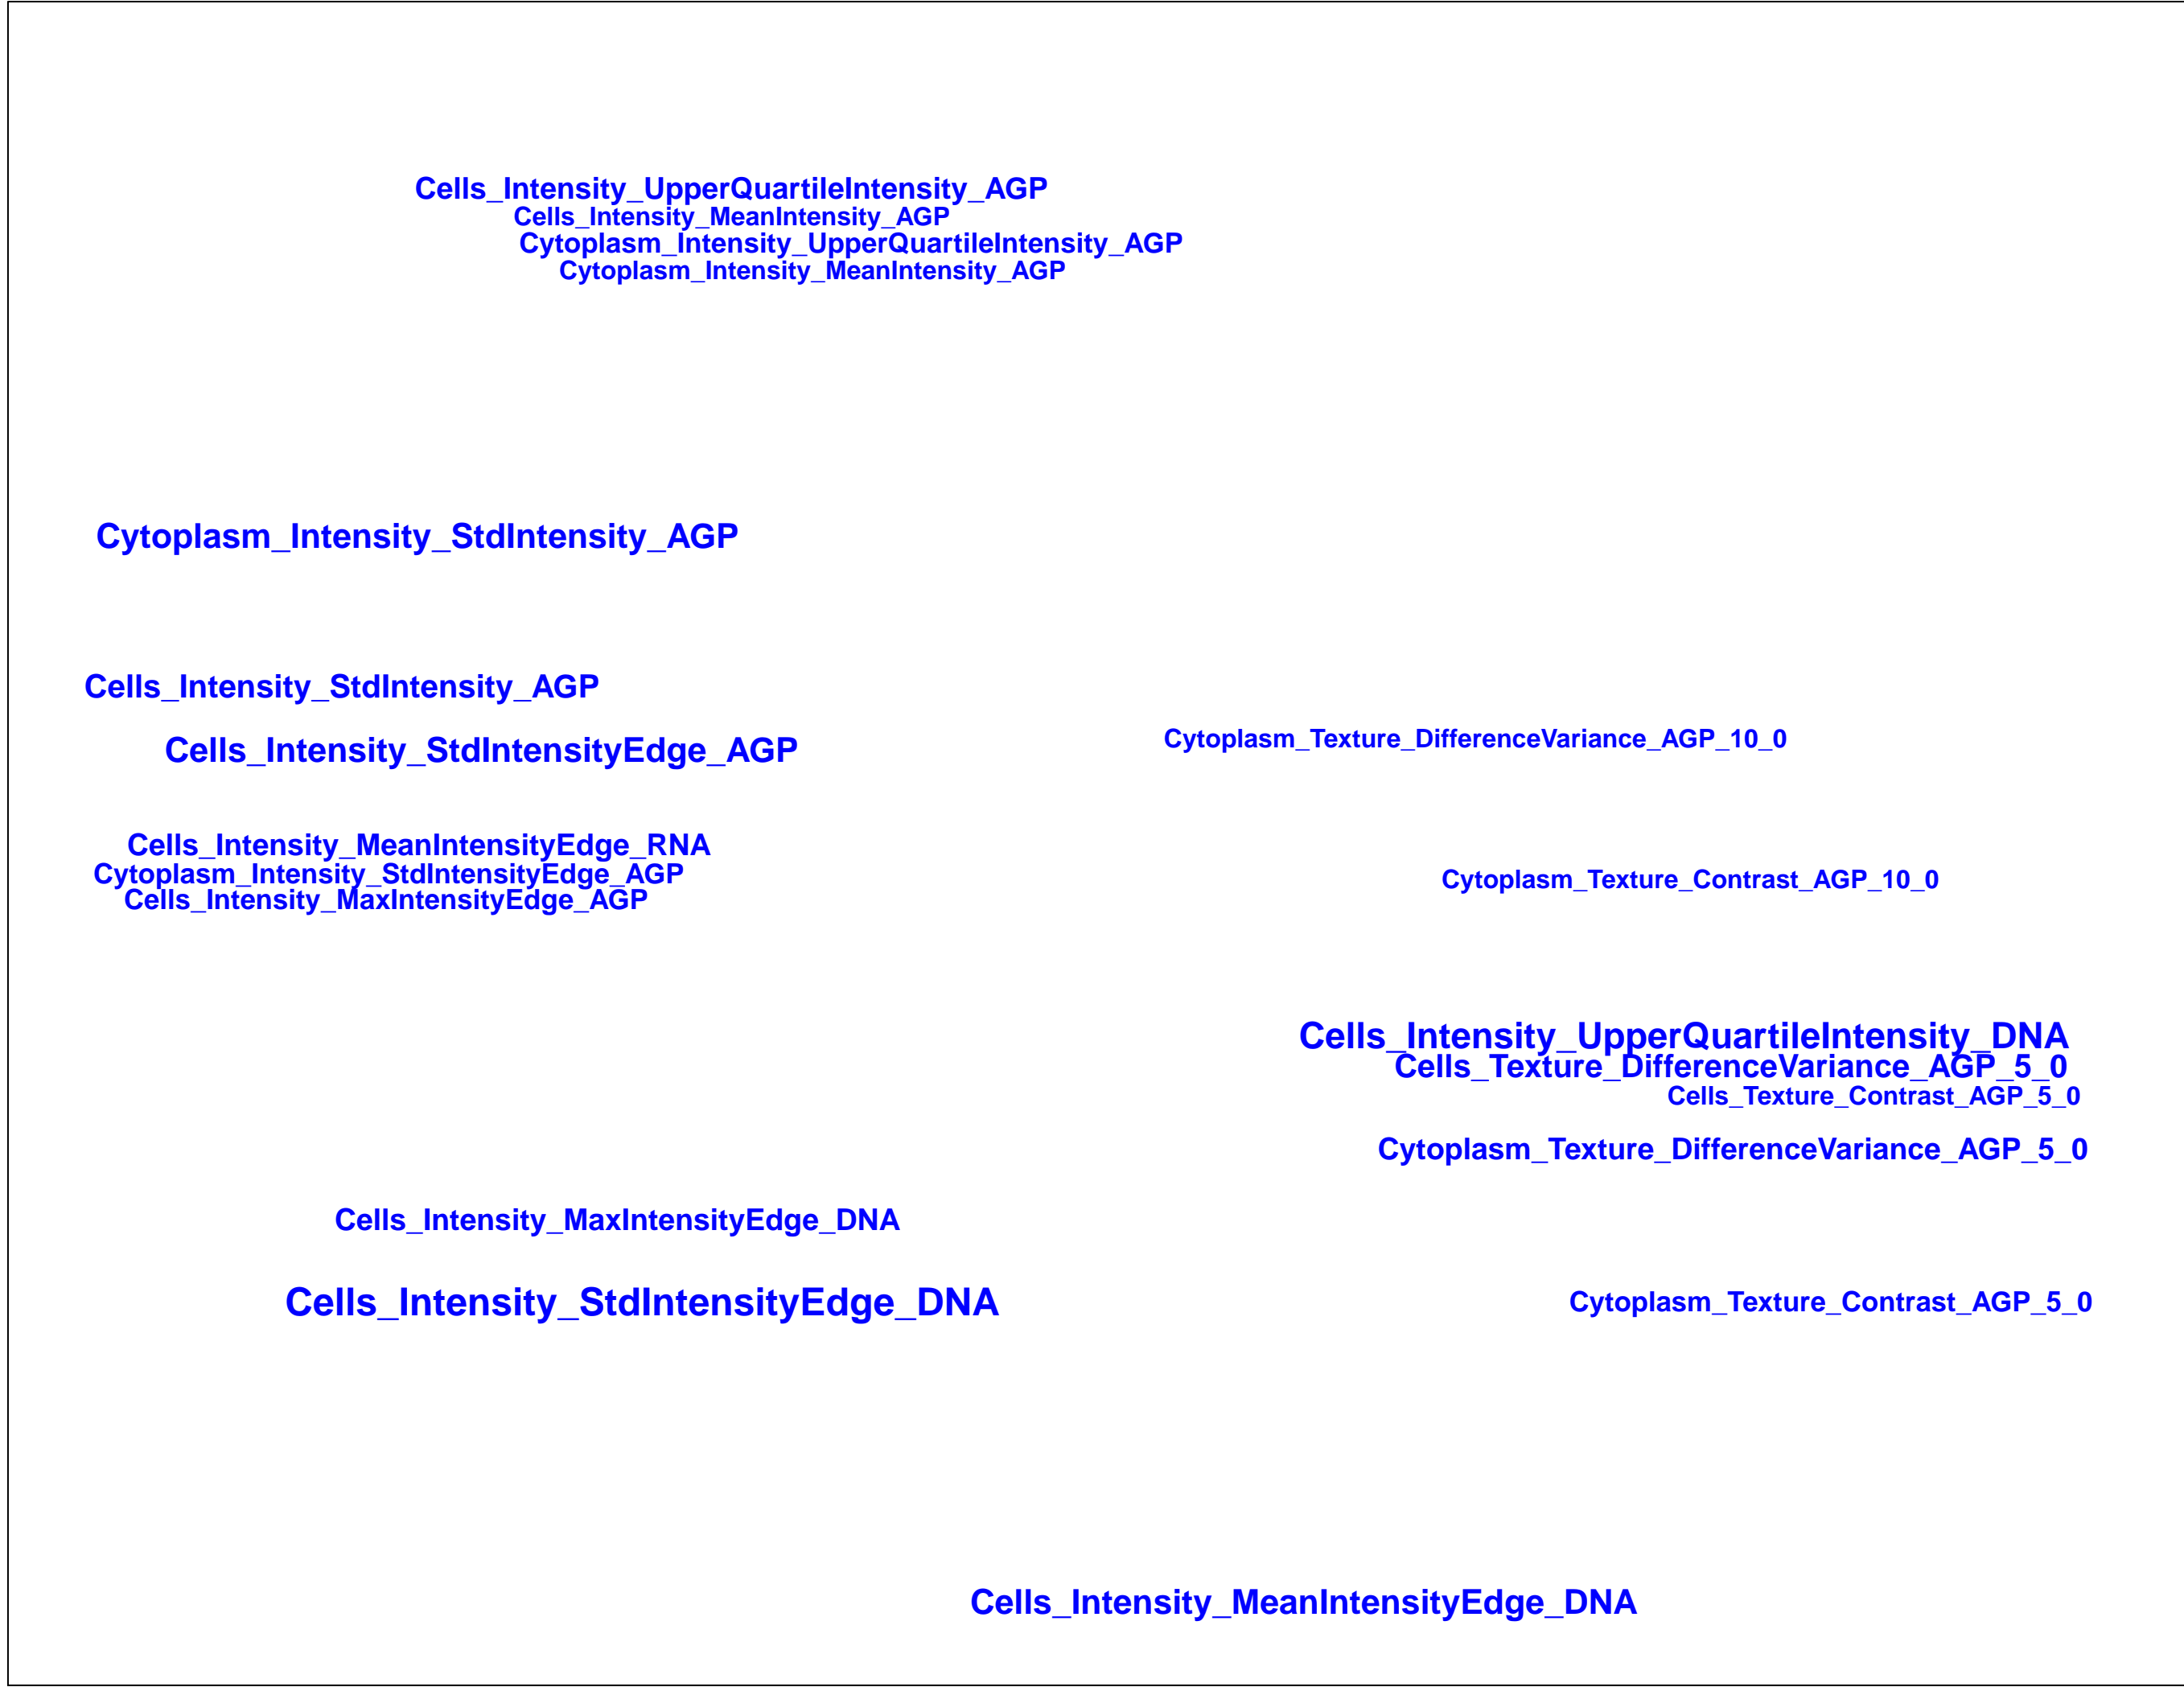 Cells_Intensity_UpperQuartileIntensity_AGP
Cells_Intensity_MeanIntensity_AGP
Cytoplasm_Intensity_UpperQuartileIntensity_AGP
Cytoplasm_Intensity_MeanIntensity_AGP
Cytoplasm_Intensity_StdIntensity_AGP
Cells_Intensity_StdIntensity_AGP
Cytoplasm_Texture_DifferenceVariance_AGP_10_0
Cells_Intensity_StdIntensityEdge_AGP
Cells_Intensity_MeanIntensityEdge_RNA
Cytoplasm_Intensity_StdIntensityEdge_AGP
Cytoplasm_Texture_Contrast_AGP_10_0
Cells_Intensity_MaxIntensityEdge_AGP
Cells_Intensity_UpperQuartileIntensity_DNA
Cells_Texture_DifferenceVariance_AGP_5_0
Cells_Texture_Contrast_AGP_5_0
Cytoplasm_Texture_DifferenceVariance_AGP_5_0
Cells_Intensity_MaxIntensityEdge_DNA
Cells_Intensity_StdIntensityEdge_DNA
Cytoplasm_Texture_Contrast_AGP_5_0
Cells_Intensity_MeanIntensityEdge_DNA